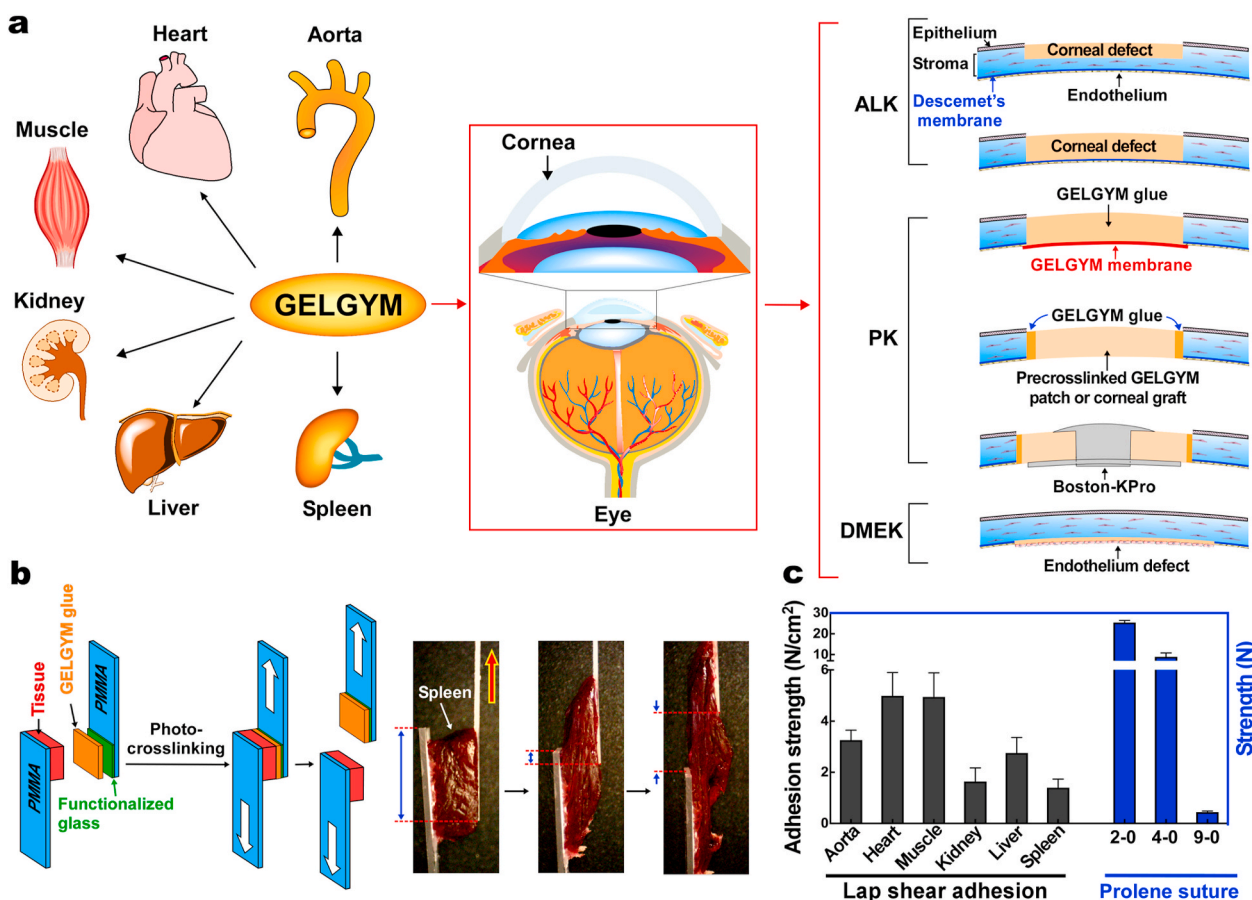 a
Heart
Aorta
Muscle
Kidney
GELGYM
Liver
Spleen
Cornea
Eye
ALK
Epithelium
Stroma
Descemet's
membrane
Corneal defect
Endothelium
Corneal defect
PK
GELGYM glue
GELGYM membrane
GELGYM glue
Precrosslinked GELGYM
patch or corneal graft
Boston-KPro
DMEK
Endothelium defect
b
Tissue
GELGYM glue
PMMA
PMMA
Functionalized
glass
Photo-
crosslinking
Spleen
c
Adhesion strength (N/cm2)
30
20
10
6
4
2
0
Aorta
Heart
Muscle
Kidney
Liver
Spleen
Lap shear adhesion
2-0
4-0
9-0
Prolene suture
Strength (N)